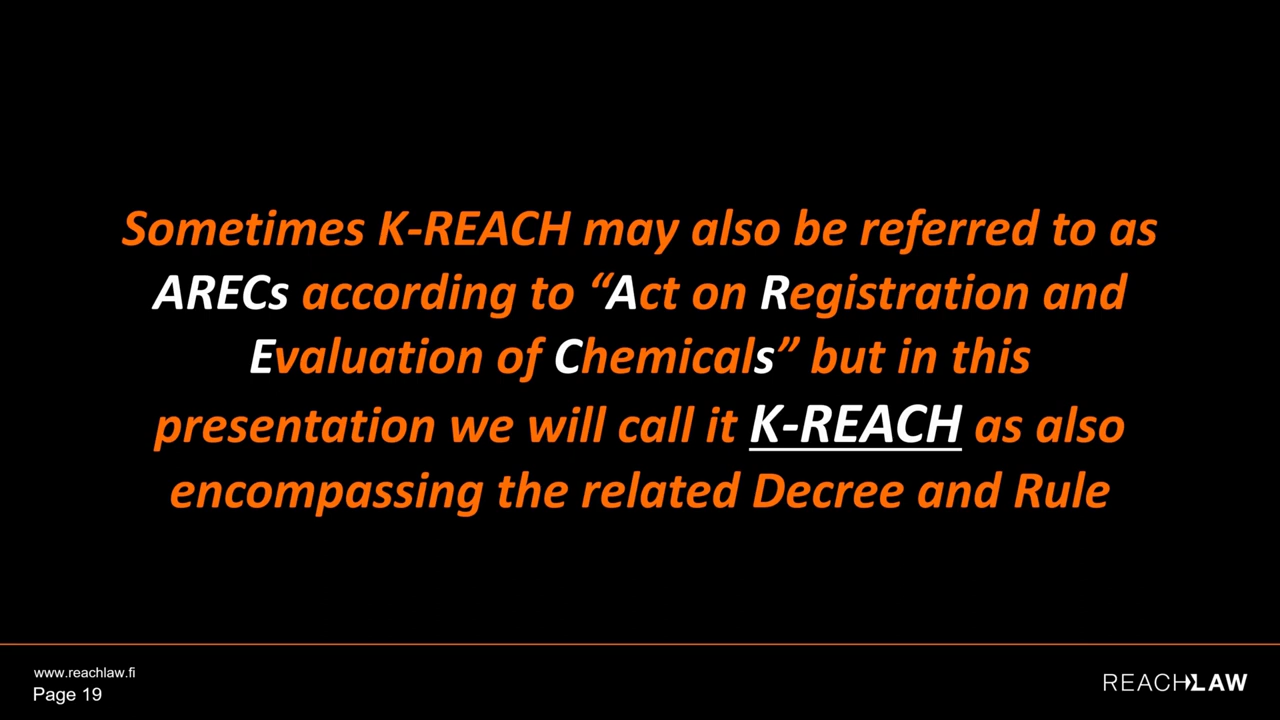 Sometimes K-REACH may also be referred to as
ARECs according to “Act on Registration and
Evaluation of Chemicals” but in this
presentation we will call it K-REACH as also
encompassing the related Decree and Rule
www.reachlaw.fi
Page 19
REACHLAW